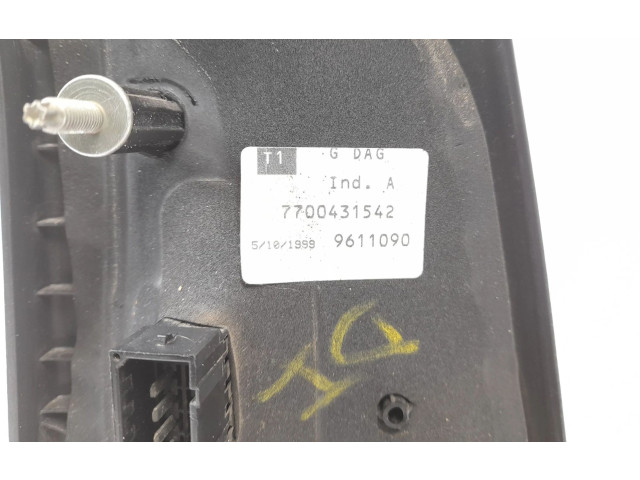 T1 G DAG
Ind. A
7700431542
5/10/1999 9611090